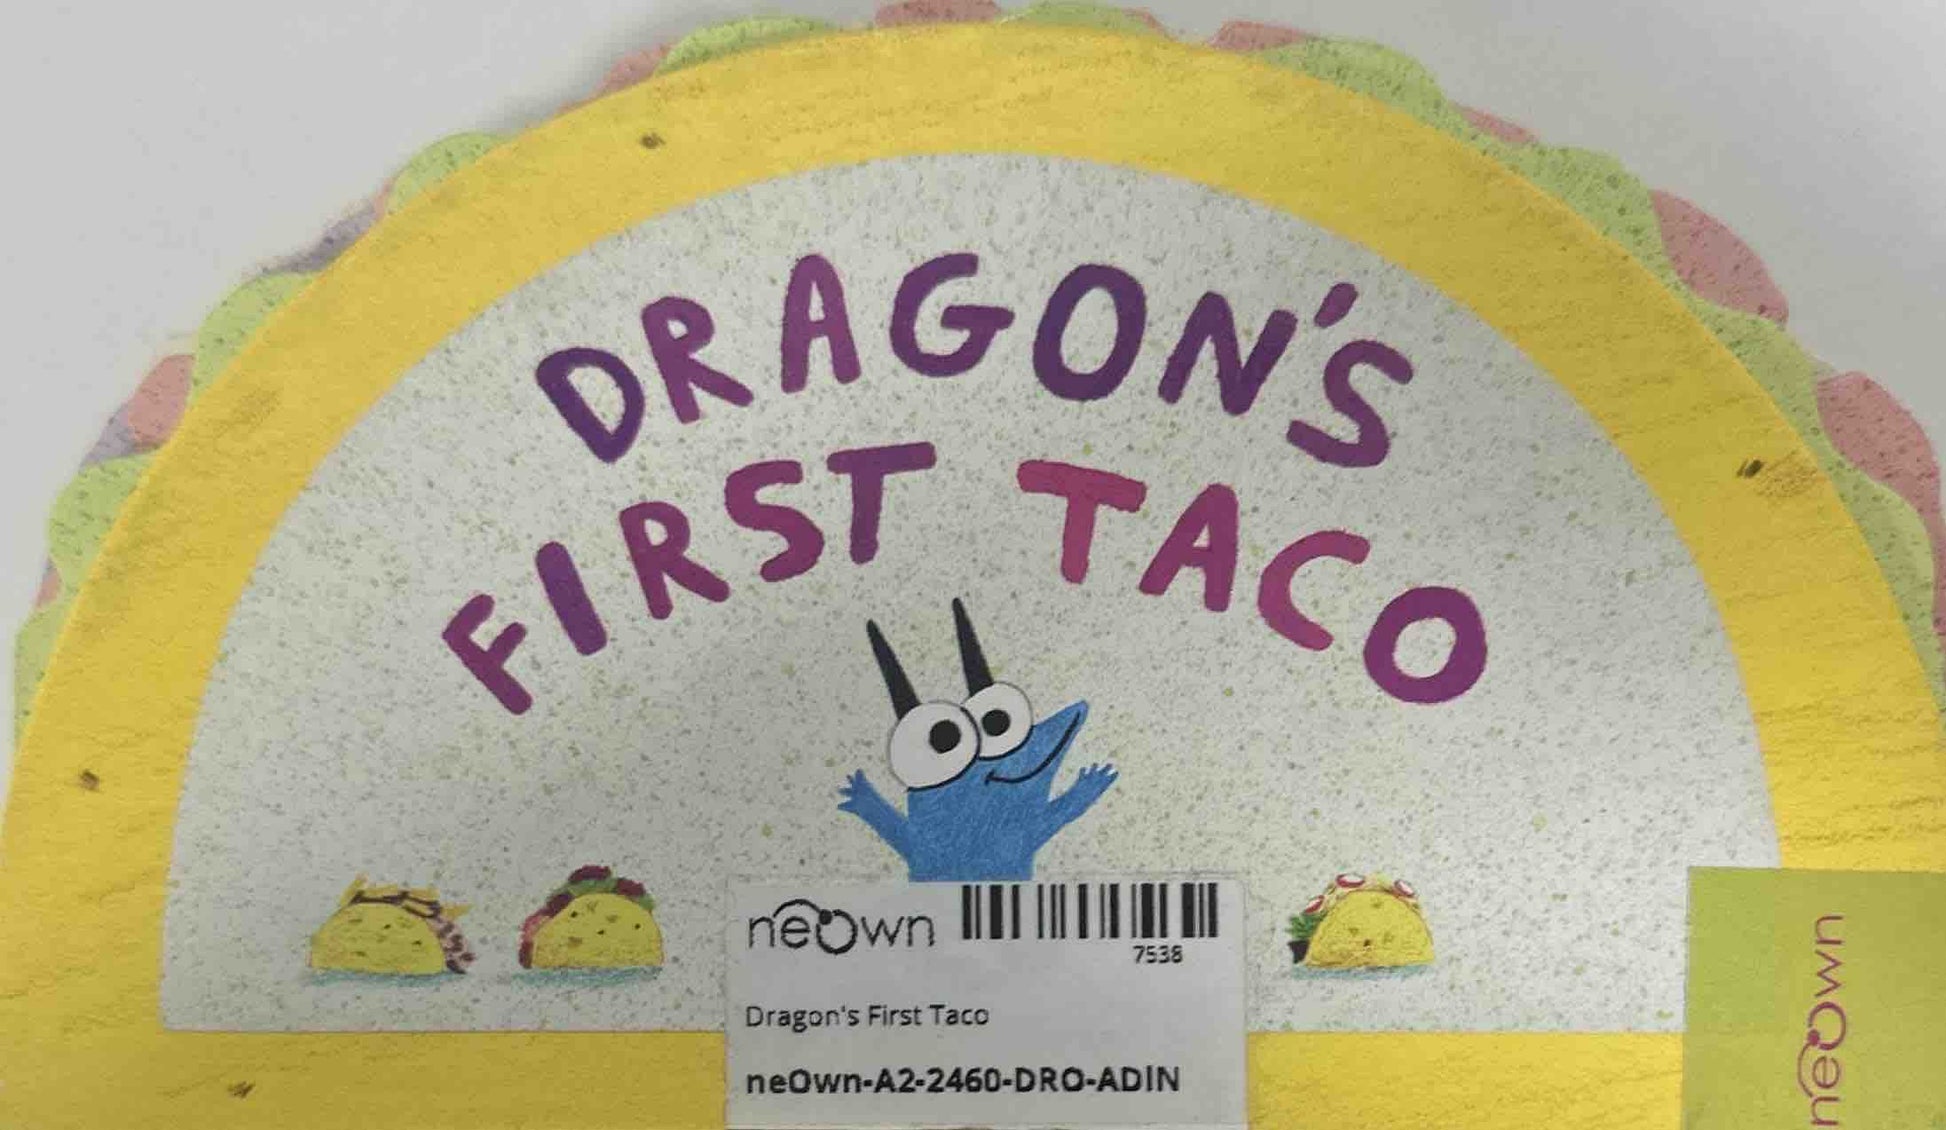 DRAGON'S
FIRST TACO
neOwn
7538
Dragon's First Taco
neOwn-A2-2460-DRO-ADIN
neOwn